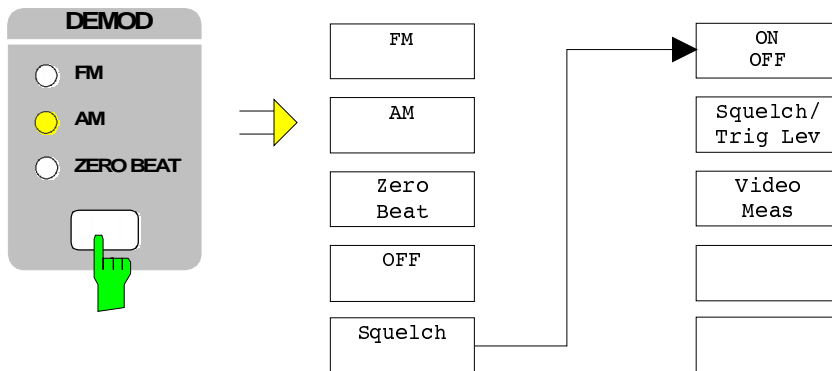 DEMOD
FM
AM
ZERO BEAT
FM
AM
Zero
Beat
OFF
Squelch
ON
OFF
Squelch/
Trig Lev
Video
Meas